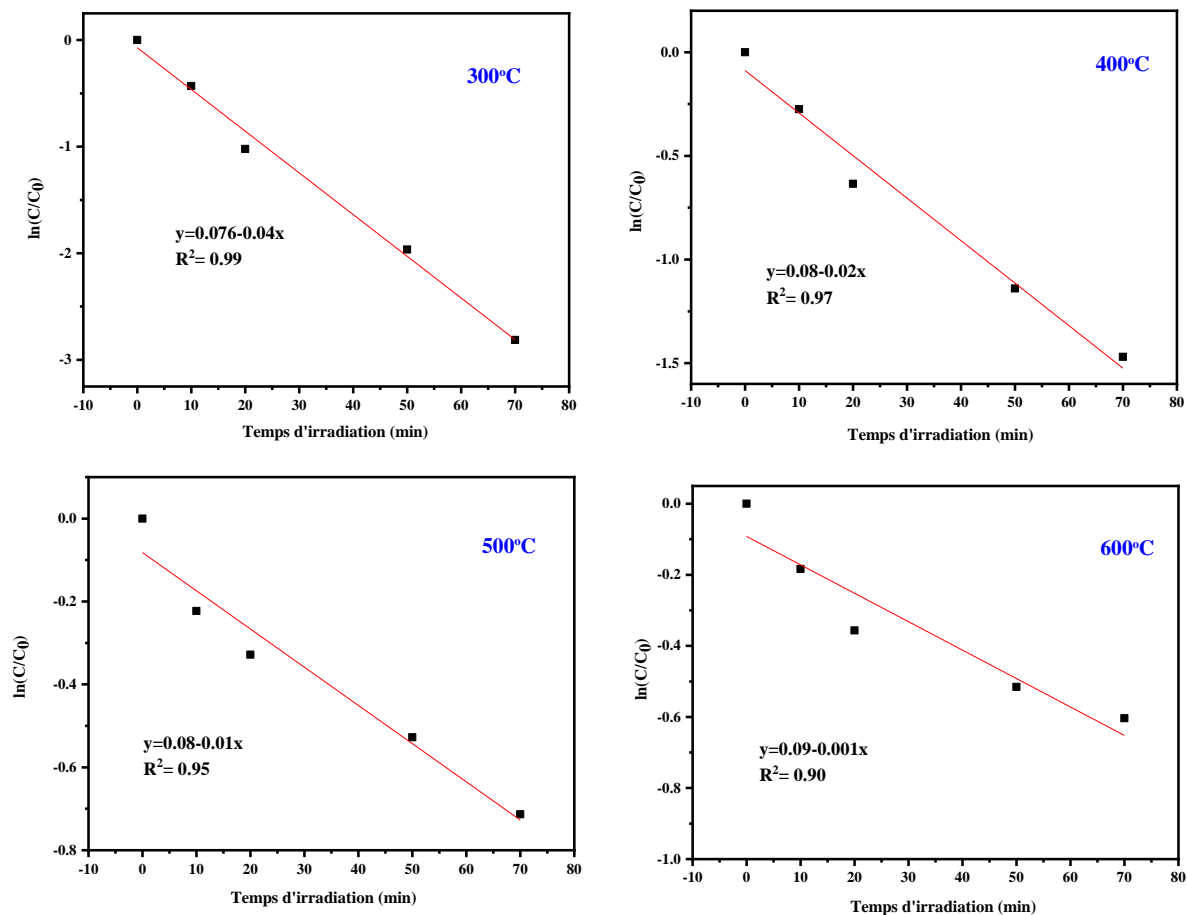 0
-1
-2
-3
ln(C/C0)
300oC
y=0.076-0.04x
R2= 0.99
-10 0 10 20 30 40 50 60 70 80
Temps d'irradiation (min)
0.0
-0.5
-1.0
-1.5
ln(C/C0)
400oC
y=0.08-0.02x
R2= 0.97
-10 0 10 20 30 40 50 60 70 80
Temps d'irradiation (min)
0.0
-0.2
-0.4
-0.6
-0.8
ln(C/C0)
500oC
y=0.08-0.01x
R2= 0.95
-10 0 10 20 30 40 50 60 70 80
Temps d'irradiation (min)
0.0
-0.2
-0.4
-0.6
-0.8
-1.0
ln(C/C0)
600oC
y=0.09-0.001x
R2= 0.90
-10 0 10 20 30 40 50 60 70 80
Temps d'irradiation (min)